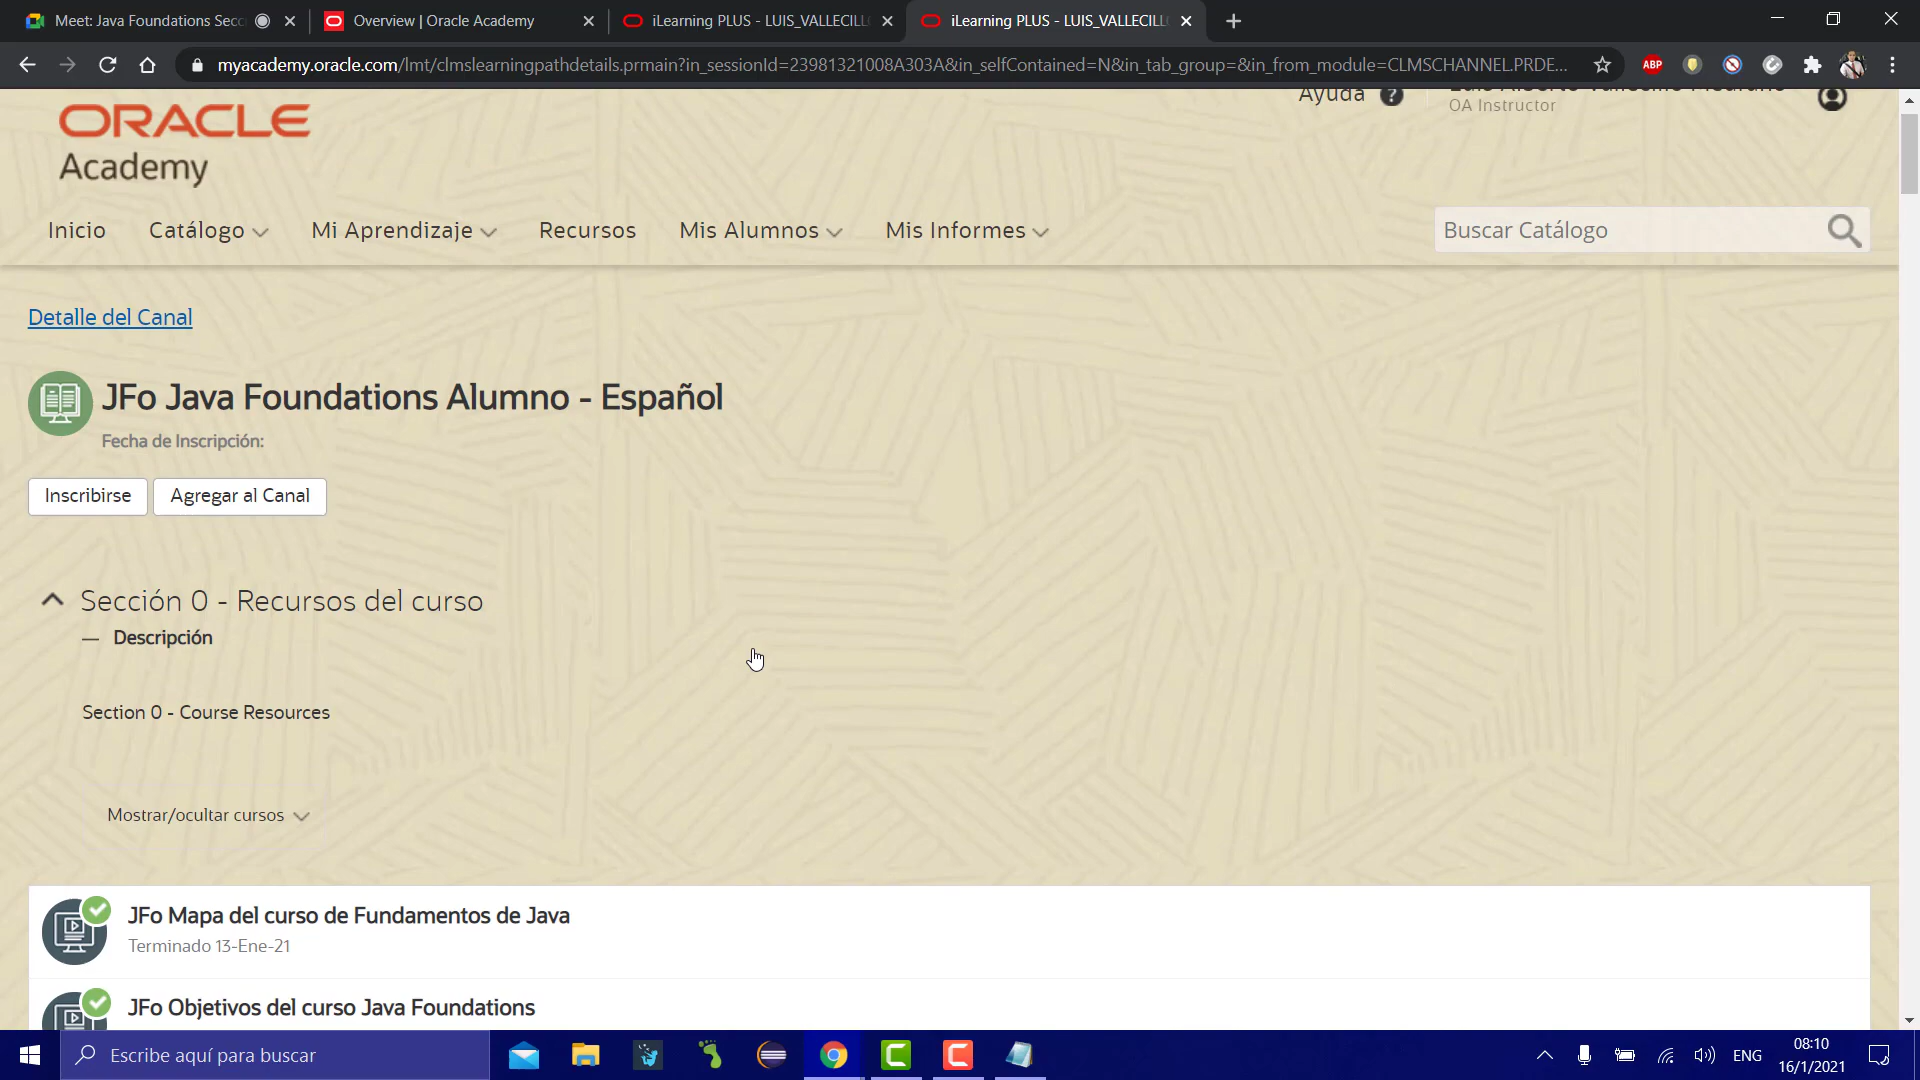 Meet: Java Foundations Secc
Overview | Oracle Academy
iLearning PLUS - LUIS_VALLECILL
iLearning PLUS - LUIS_VALLECILL
myacademy.oracle.com/lmt/clmslearningpathdetails.prmain?in_sessionId=23981321008A303A&in_selfContained=N&in_tab_group=&in_from_module=CLMSCHANNEL.PRDE...
ABP
ORACLE
Academy
Ayuda ?
OA Instructor
Inicio
Catálogo
Mi Aprendizaje
Recursos
Mis Alumnos
Mis Informes
Buscar Catálogo
Detalle del Canal
JFo Java Foundations Alumno - Español
Fecha de Inscripción:
Inscribirse
Agregar al Canal
Sección 0 - Recursos del curso
— Descripción
Section 0 - Course Resources
Mostrar/ocultar cursos
JFo Mapa del curso de Fundamentos de Java
Terminado 13-Ene-21
JFo Objetivos del curso Java Foundations
Escribe aquí para buscar
ENG
08:10
16/1/2021